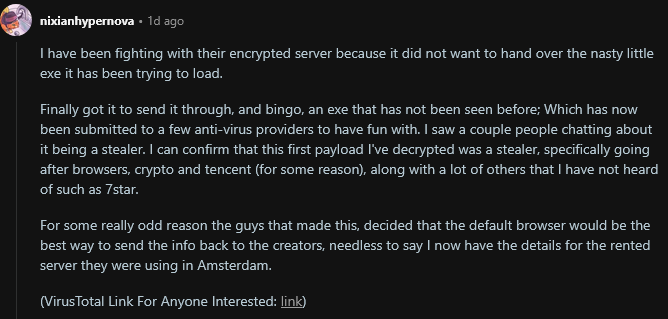 nixianhypernova • 1d ago
I have been fighting with their encrypted server because it did not want to hand over the nasty little
exe it has been trying to load.
Finally got it to send it through, and bingo, an exe that has not been seen before; Which has now
been submitted to a few anti-virus providers to have fun with. I saw a couple people chatting about
it being a stealer. I can confirm that this first payload I've decrypted was a stealer, specifically going
after browsers, crypto and tencent (for some reason), along with a lot of others that I have not heard
of such as 7star.
For some really odd reason the guys that made this, decided that the default browser would be the
best way to send the info back to the creators, needless to say I now have the details for the rented
server they were using in Amsterdam.
(VirusTotal Link For Anyone Interested: link)